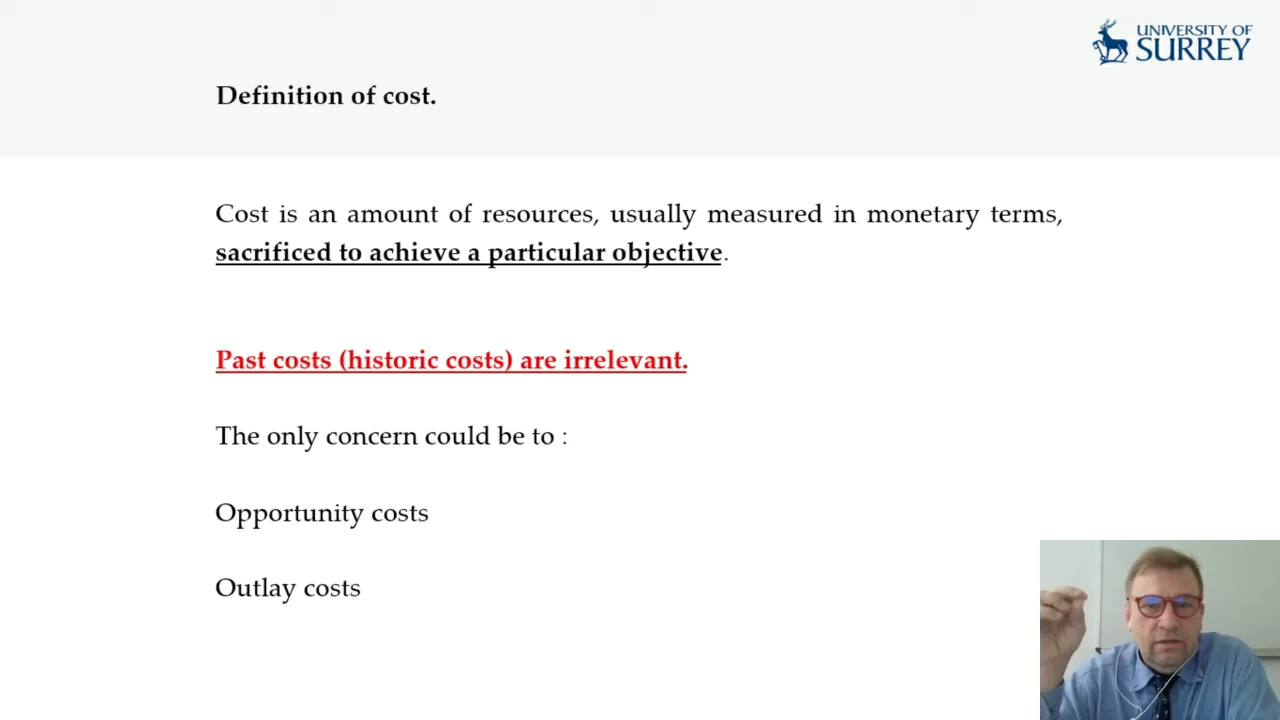 UNIVERSITY OF
SURREY
Definition of cost.
Cost is an amount of resources, usually measured in monetary terms,
sacrificed to achieve a particular objective.
Past costs (historic costs) are irrelevant.
The only concern could be to :
Opportunity costs
Outlay costs